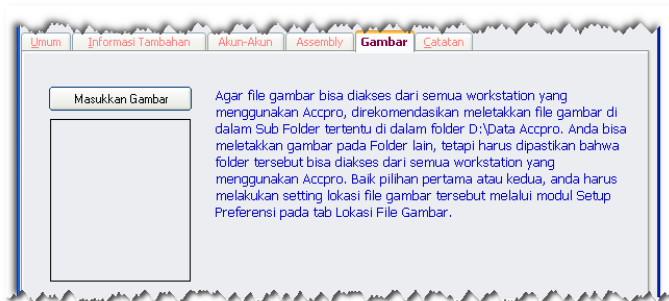 Umum Informasi Tambahan Akun-Akun Assembly Gambar Catatan
Masukkan Gambar
Agar file gambar bisa diakses dari semua workstation yang
menggunakan Accpro, direkomendasikan meletakkan file gambar di
dalam Sub Folder tertentu di dalam folder D:\Data Accpro. Anda bisa
meletakkan gambar pada Folder lain, tetapi harus dipastikan bahwa
folder tersebut bisa diakses dari semua workstation yang
menggunakan Accpro. Baik pilihan pertama atau kedua, anda harus
melakukan setting lokasi file gambar tersebut melalui modul Setup
Preferensi pada tab Lokasi File Gambar.